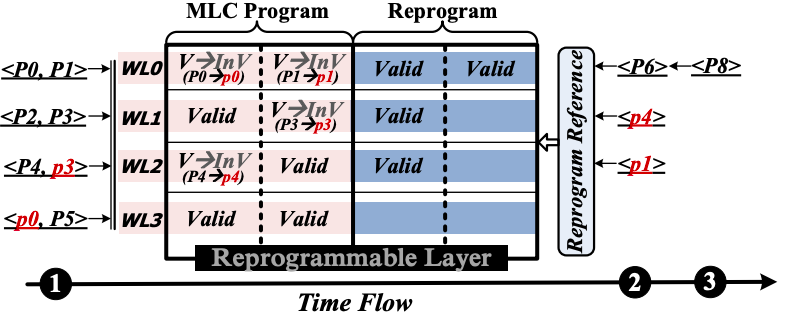 MLC Program Reprogram
<P0, P1> WL0 V→InV V→InV Valid Valid <P6> <P8>
(P0→p0) (P1→p1)
<P2, P3> WL1 Valid V→InV Valid <p4>
(P3→p3)
<P4, p3> WL2 V→InV Valid Valid <p1>
(P4→p4)
<p0, P5> WL3 Valid Valid
Reprogram Reference
Reprogrammable Layer
1 2 3
Time Flow